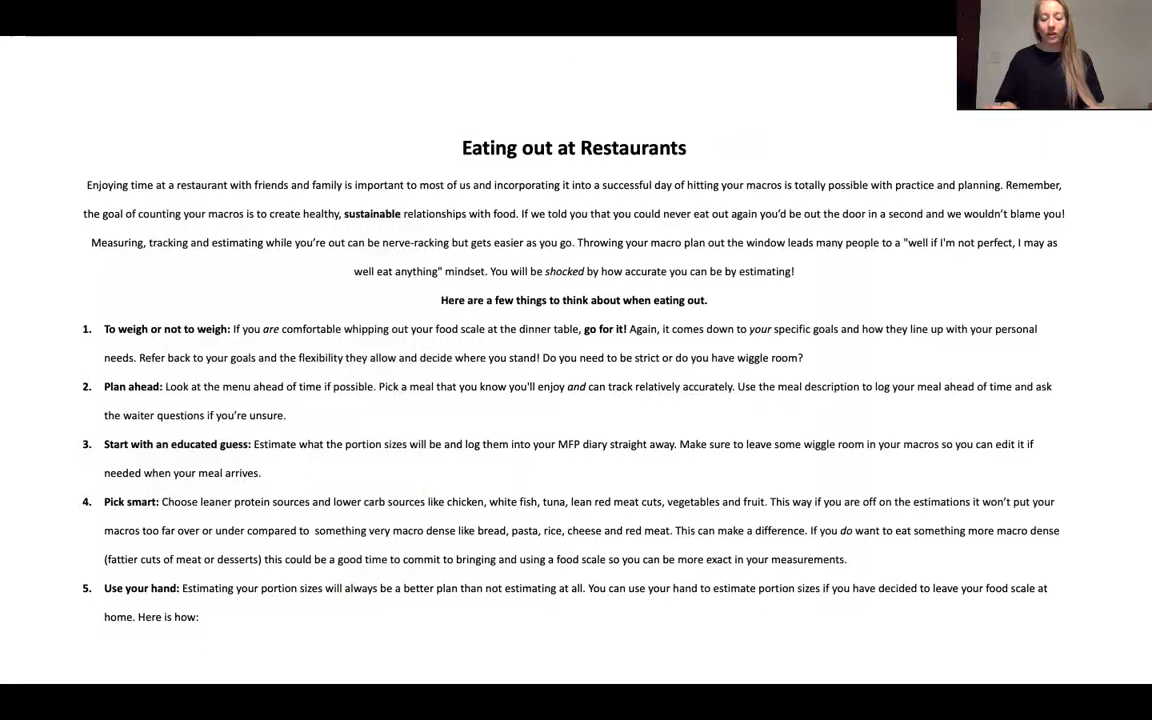 Eating out at Restaurants
Enjoying time at a restaurant with friends and family is important to most of us and incorporating it into a successful day of hitting your macros is totally possible with practice and planning. Remember,
the goal of counting your macros is to create healthy, sustainable relationships with food. If we told you that you could never eat out again you'd be out the door in a second and we wouldn't blame you!
Measuring, tracking and estimating while you're out can be nerve-racking but gets easier as you go. Throwing your macro plan out the window leads many people to a "well if I'm not perfect, I may as
well eat anything" mindset. You will be shocked by how accurate you can be by estimating!
Here are a few things to think about when eating out.
1. To weigh or not to weigh: If you are comfortable whipping out your food scale at the dinner table, go for it! Again, it comes down to your specific goals and how they line up with your personal
needs. Refer back to your goals and the flexibility they allow and decide where you stand! Do you need to be strict or do you have wiggle room?
2. Plan ahead: Look at the menu ahead of time if possible. Pick a meal that you know you'll enjoy and can track relatively accurately. Use the meal description to log your meal ahead of time and ask
the waiter questions if you're unsure.
3. Start with an educated guess: Estimate what the portion sizes will be and log them into your MFP diary straight away. Make sure to leave some wiggle room in your macros so you can edit it if
needed when your meal arrives.
4. Pick smart: Choose leaner protein sources and lower carb sources like chicken, white fish, tuna, lean red meat cuts, vegetables and fruit. This way if you are off on the estimations it won't put your
macros too far over or under compared to something very macro dense like bread, pasta, rice, cheese and red meat. This can make a difference. If you do want to eat something more macro dense
(fattier cuts of meat or desserts) this could be a good time to commit to bringing and using a food scale so you can be more exact in your measurements.
5. Use your hand: Estimating your portion sizes will always be a better plan than not estimating at all. You can use your hand to estimate portion sizes if you have decided to leave your food scale at
home. Here is how: